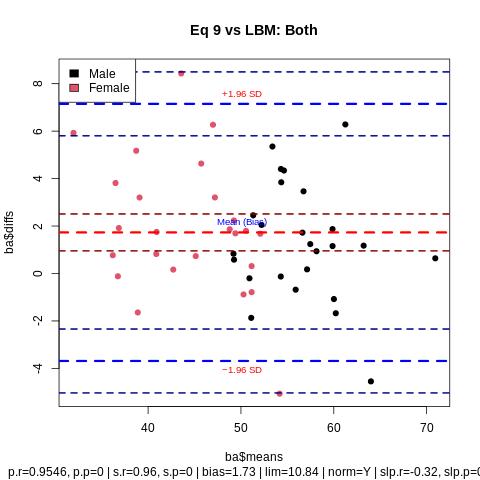 Eq 9 vs LBM: Both
Male
Female
+1.96 SD
Mean (Bias)
−1.96 SD
ba$diffs
8
6
4
2
0
-2
-4
40 50 60 70
ba$means
p.r=0.9546, p.p=0 | s.r=0.96, s.p=0 | bias=1.73 | lim=10.84 | norm=Y | slp.r=-0.32, slp.p=0